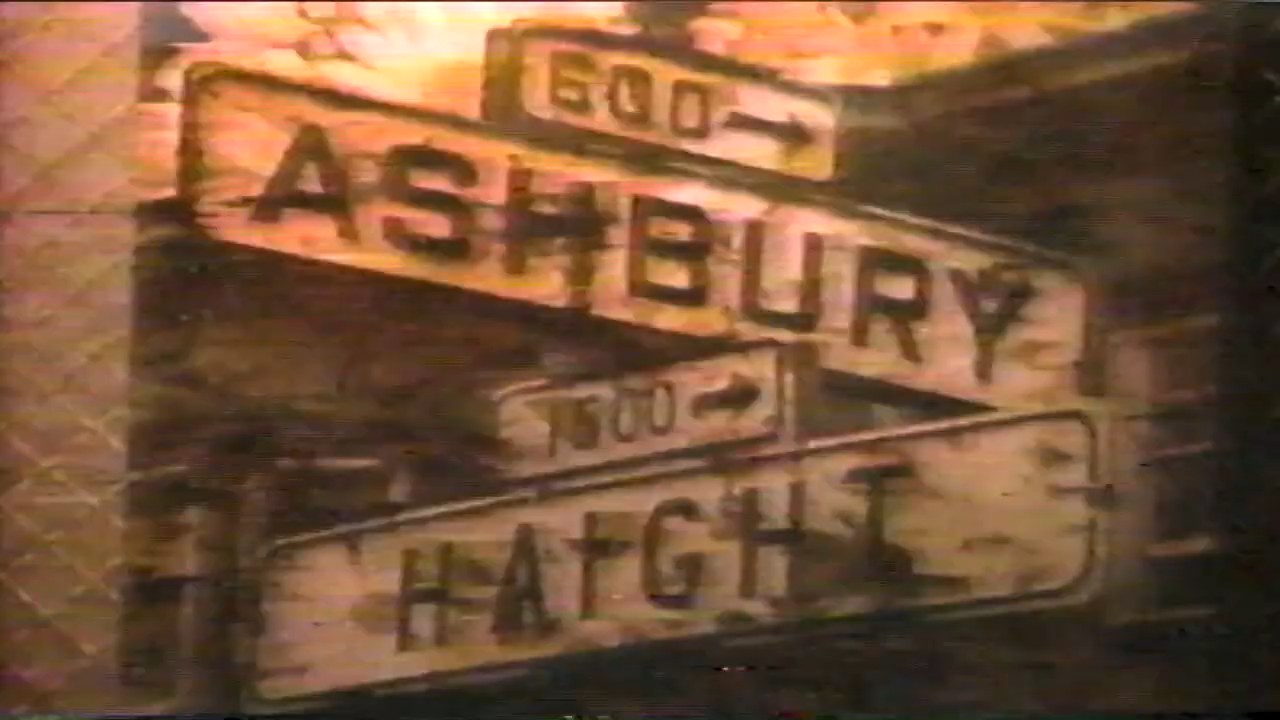 600 →
ASHBURY
1500 →
HAIGHT